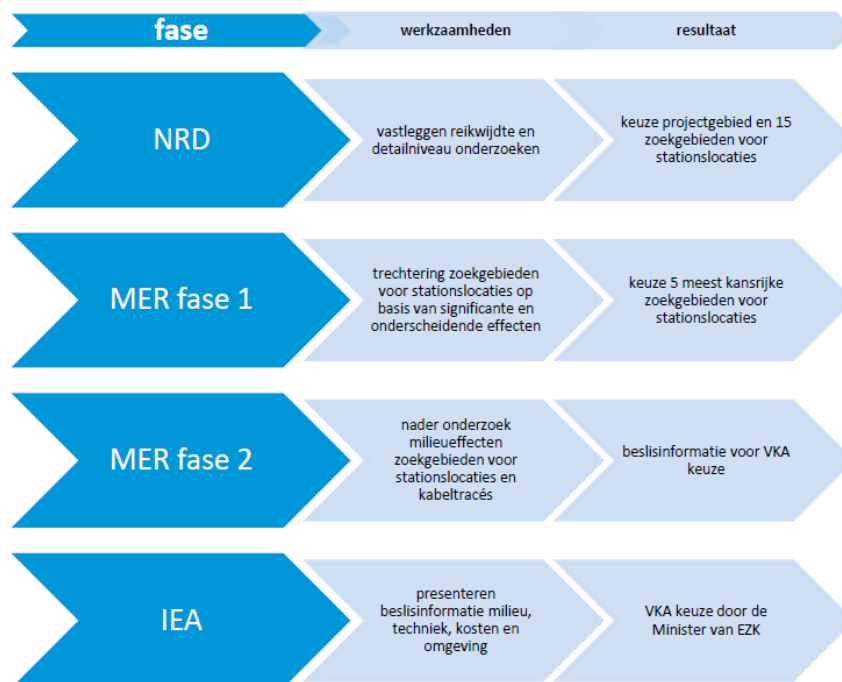 fase
werkzaamheden
resultaat
NRD
vastleggen reikwijdte en
detailniveau onderzoeken
keuze projectgebied en 15
zoekgebieden voor
stationslocaties
MER fase 1
trechtering zoekgebieden
voor stationslocaties op
basis van significante en
onderscheidende effecten
keuze 5 meest kansrijke
zoekgebieden voor
stationslocaties
MER fase 2
nader onderzoek
milieueffecten
zoekgebieden voor
stationslocaties en
kabeltracés
beslisinformatie voor VKA
keuze
IEA
presenteren
beslisinformatie milieu,
techniek, kosten en
omgeving
VKA keuze door de
Minister van EZK